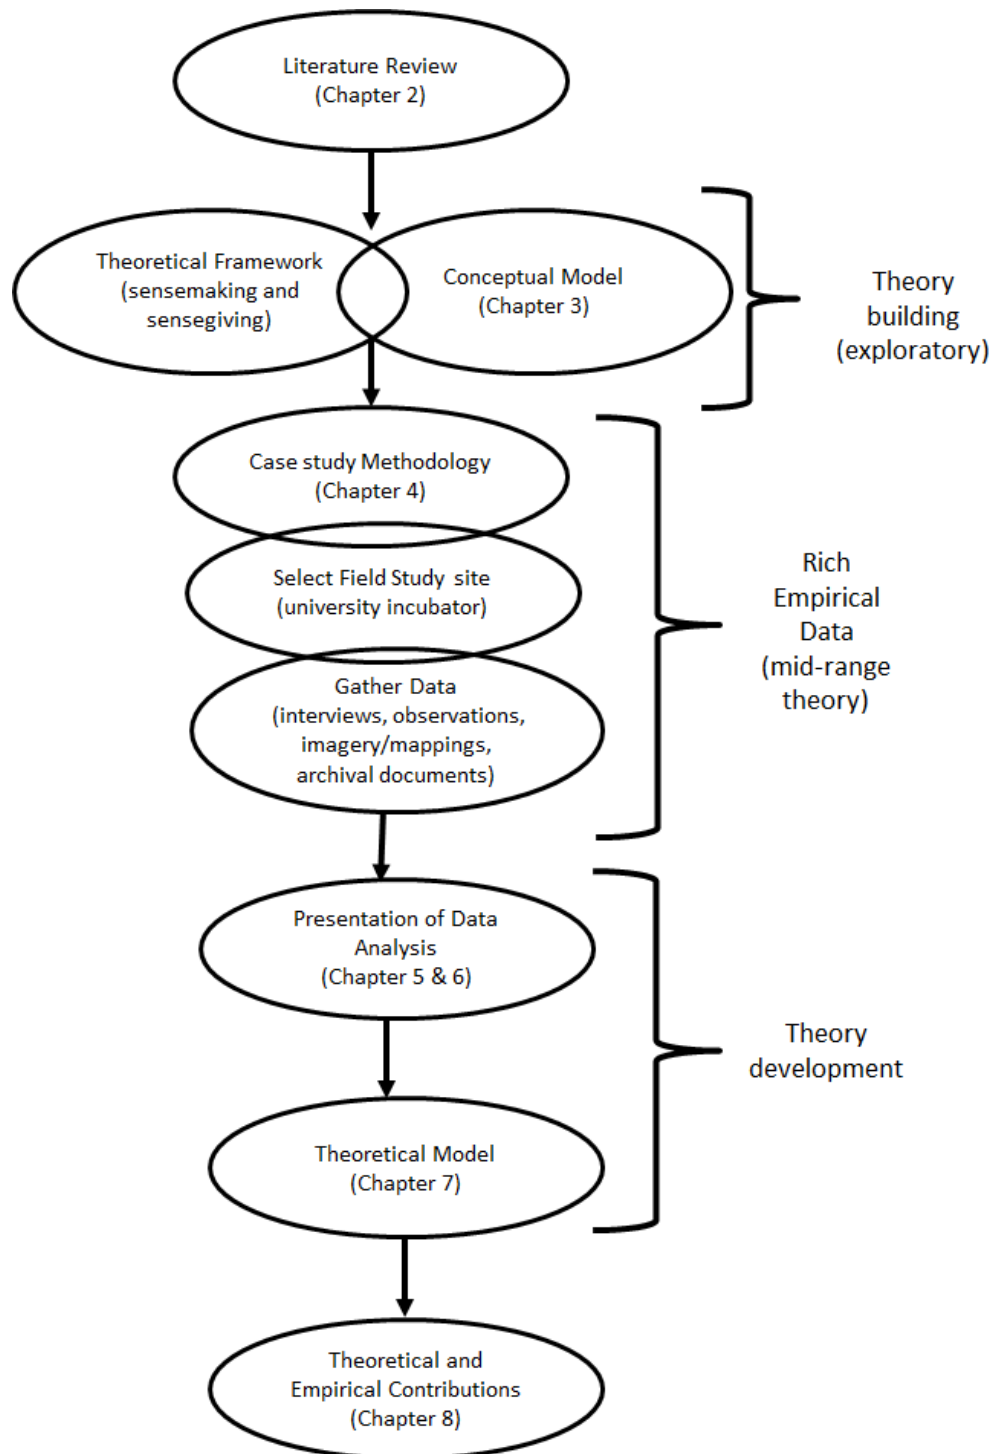 Literature Review
(Chapter 2)
Theoretical Framework
(sensemaking and
sensegiving)
Conceptual Model
(Chapter 3)
Theory
building
(exploratory)
Case study Methodology
(Chapter 4)
Select Field Study site
(university incubator)
Gather Data
(interviews, observations,
imagery/mappings,
archival documents)
Rich
Empirical
Data
(mid-range
theory)
Presentation of Data
Analysis
(Chapter 5 & 6)
Theoretical Model
(Chapter 7)
Theory
development
Theoretical and
Empirical Contributions
(Chapter 8)